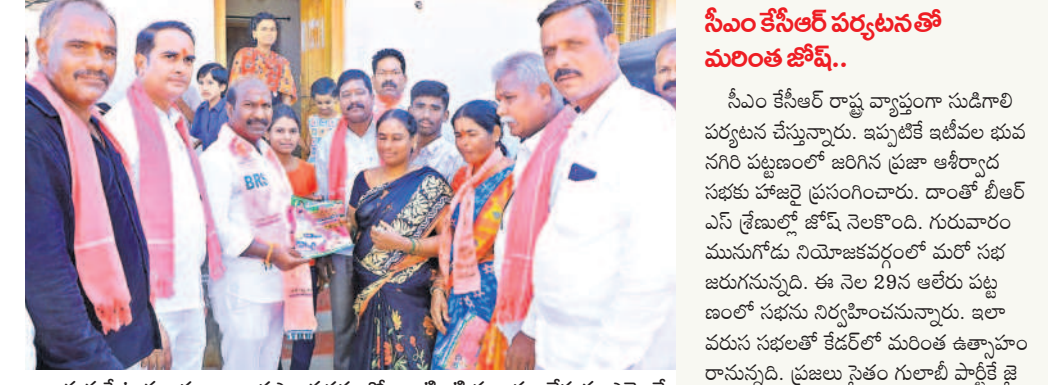 BRS
సీఎం కేసీఆర్ పర్యటనతో
మరింత జోష్..
సీఎం కేసీఆర్ రాష్ట్ర వ్యాప్తంగా సుడిగాలి
పర్యటన చేస్తున్నారు. ఇప్పటికే ఇటీవల భువ
నగిరి పట్టణంలో జరిగిన ప్రజా ఆశీర్వాద
సభకు హాజరై ప్రసంగించారు. దాంతో బీఆర్
ఎస్ శ్రేణుల్లో జోష్ నెలకొంది. గురువారం
మునుగోడు నియోజకవర్గంలో మరో సభ
జరుగనున్నది. ఈ నెల 29న ఆలేరు పట్ట
ణంలో సభను నిర్వహించనున్నారు. ఇలా
వరుస సభలతో కేడర్‌లో మరింత ఉత్సాహం
రానున్నది. ప్రజలు సైతం గులాబీ పార్టీకే జై